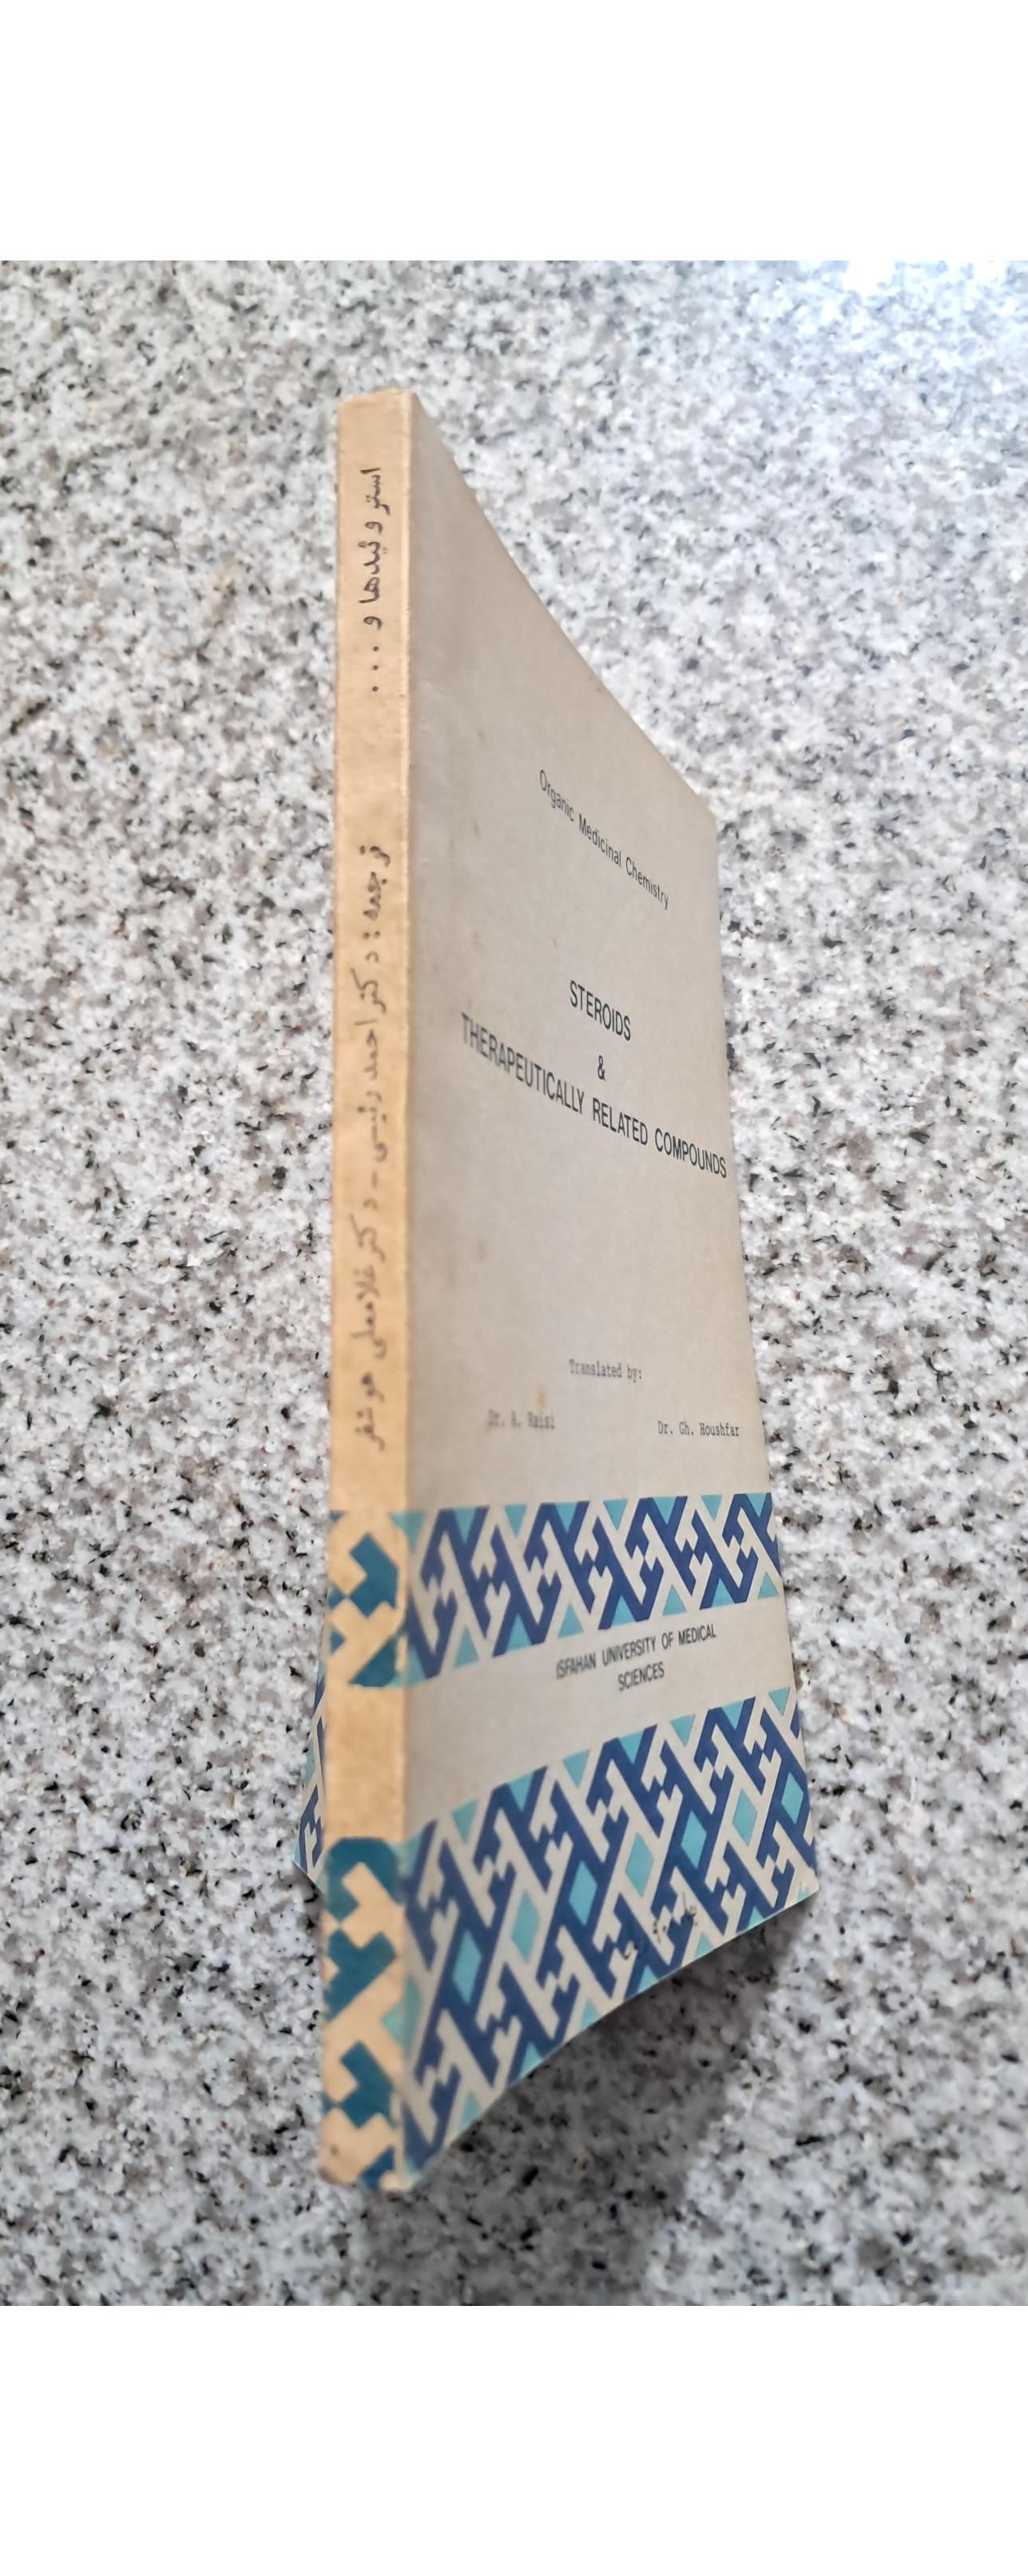 استروئیدها و ...
ترجمه: دکتر احمد رئیسی - دکتر غلامعلی هوشفر
Organic Medicinal Chemistry
STEROIDS
&
THERAPEUTICALLY RELATED COMPOUNDS
Translated by:
Dr. A. Raisi Dr. Gh. Houshfar
ISFAHAN UNIVERSITY OF MEDICAL
SCIENCES